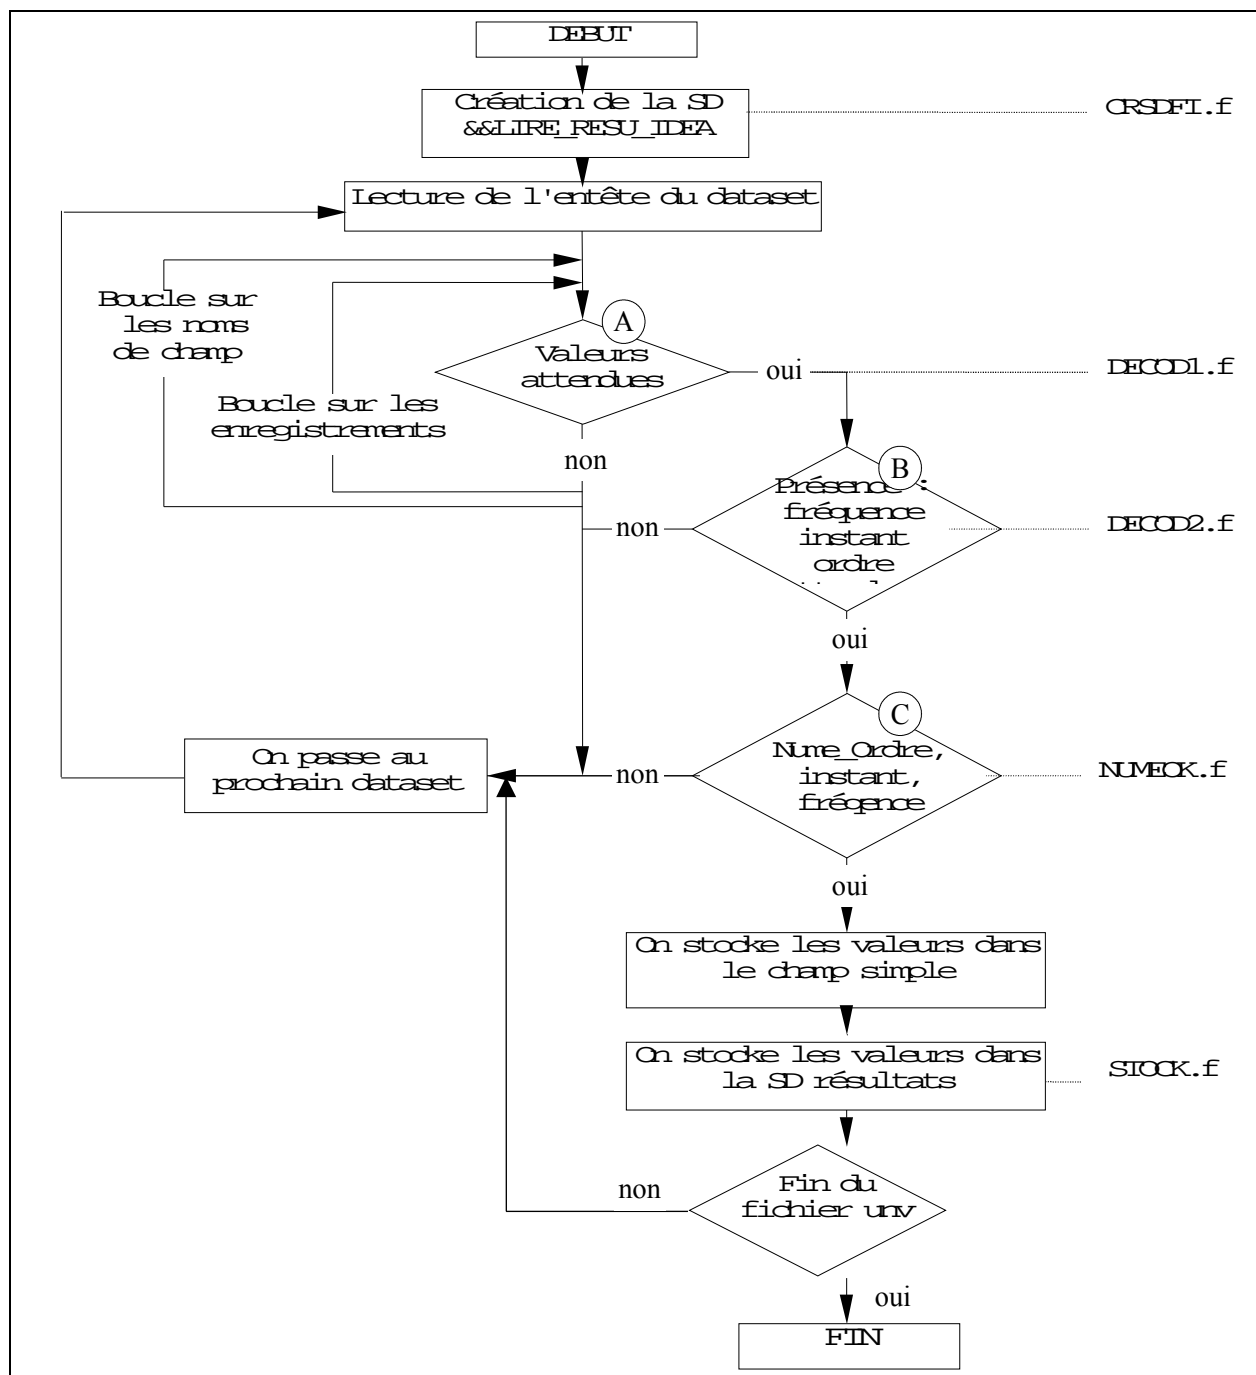 DEBUT
Création de la SD
&&LIRE_RESU_IDEA
CRSDFI.f
Lecture de l'entête du dataset
Boucle sur
les noms
de champ
A
Valeurs
attendues
oui
DECOD1.f
Boucle sur les
enregistrements
non
B
Présence :
fréquence
instant
ordre
non
DECOD2.f
oui
C
Nume_Ordre,
instant,
fréqence
non
NUMEOK.f
On passe au
prochain dataset
oui
On stocke les valeurs dans
le champ simple
On stocke les valeurs dans
la SD résultats
STOCK.f
Fin du
fichier unv
non
oui
FIN